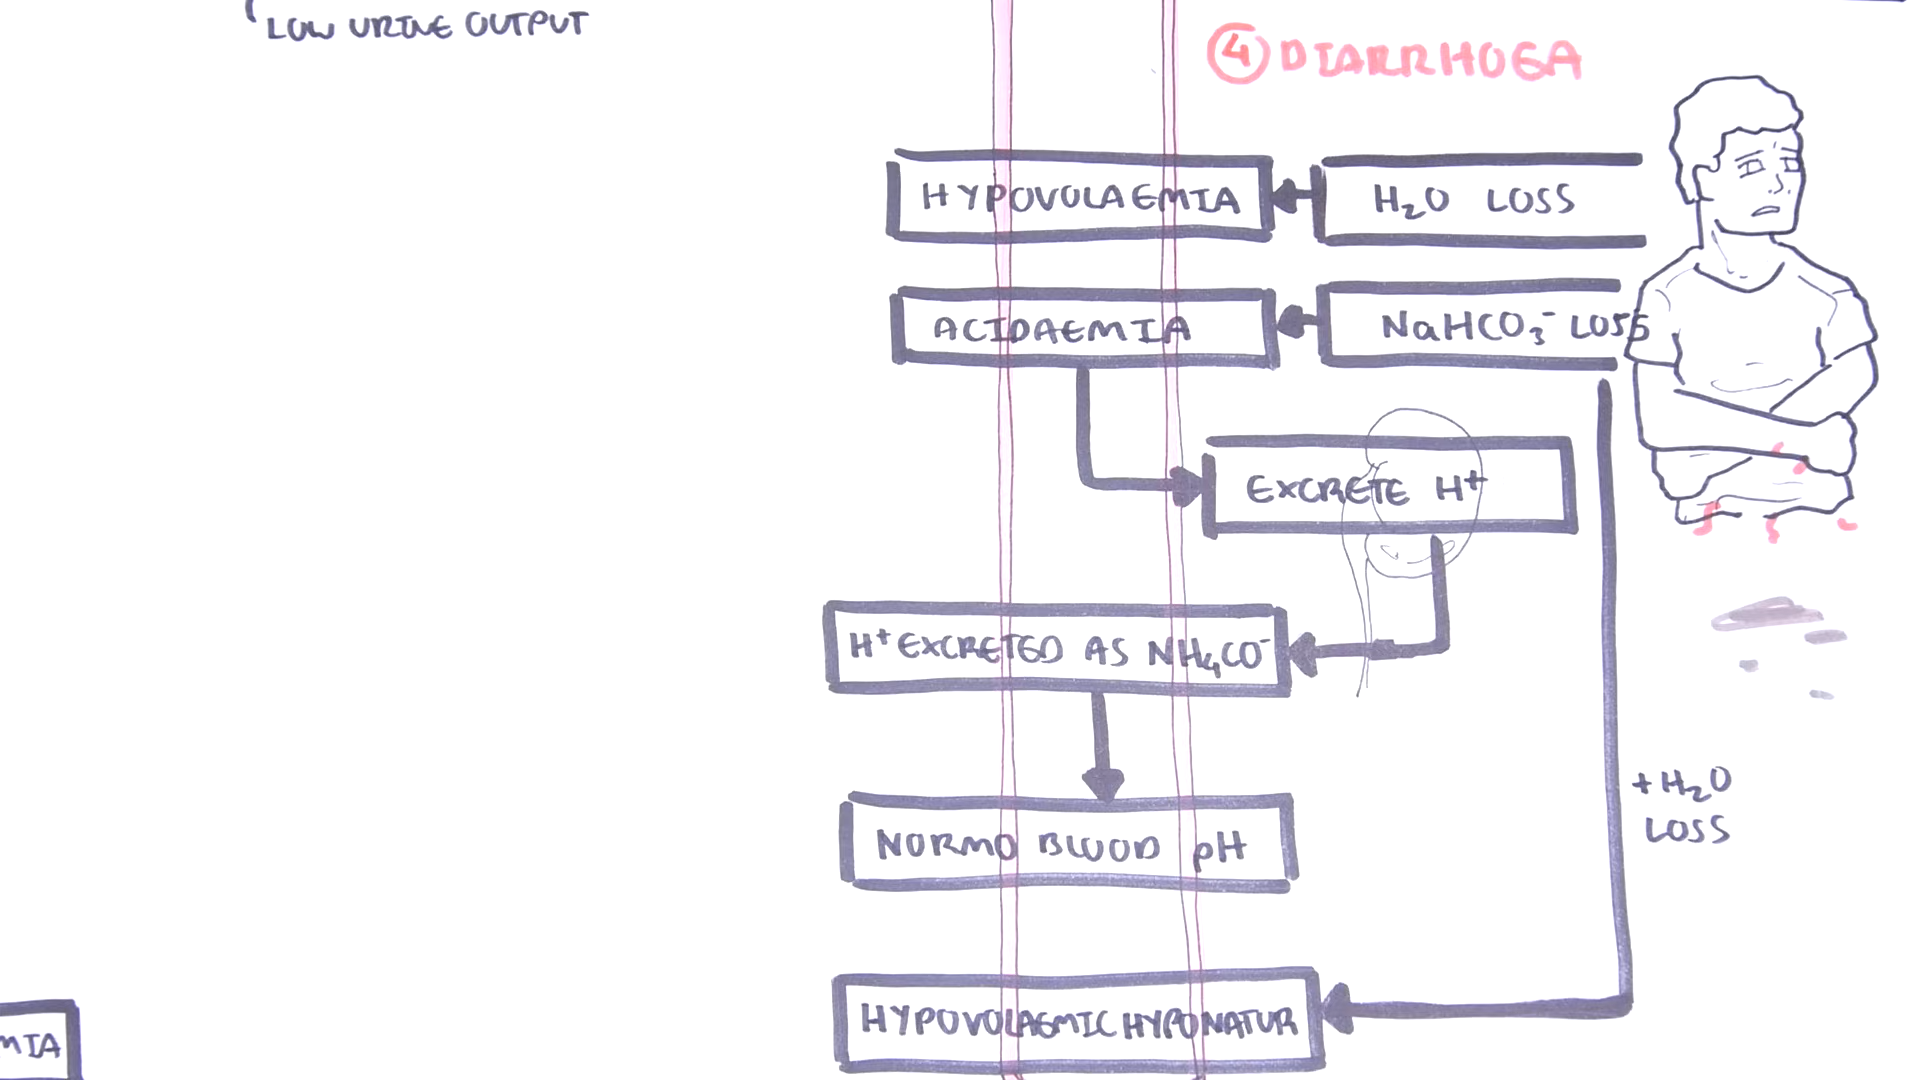 LOW URINE OUTPUT
④ DIARRHOEA
HYPOVOLAEMIA
H₂O LOSS
ACIDAEMIA
NaHCO₃⁻ LOSS
EXCRETE H⁺
H⁺ EXCRETED AS NH₄CO⁻
+ H₂O
LOSS
NORMO BLOOD pH
HYPOVOLAEMIC HYPONATUR
MIA